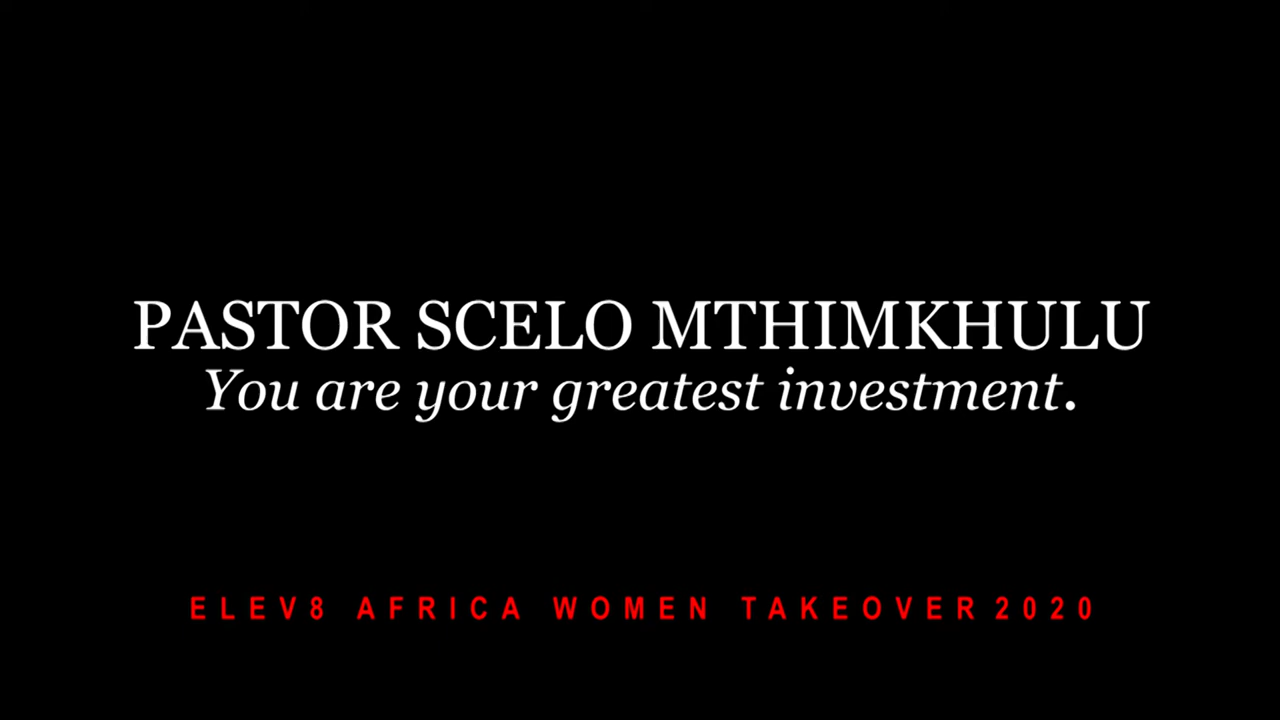 PASTOR SCELO MTHIMKHULU
You are your greatest investment.
ELEV8 AFRICA WOMEN TAKEOVER 2020